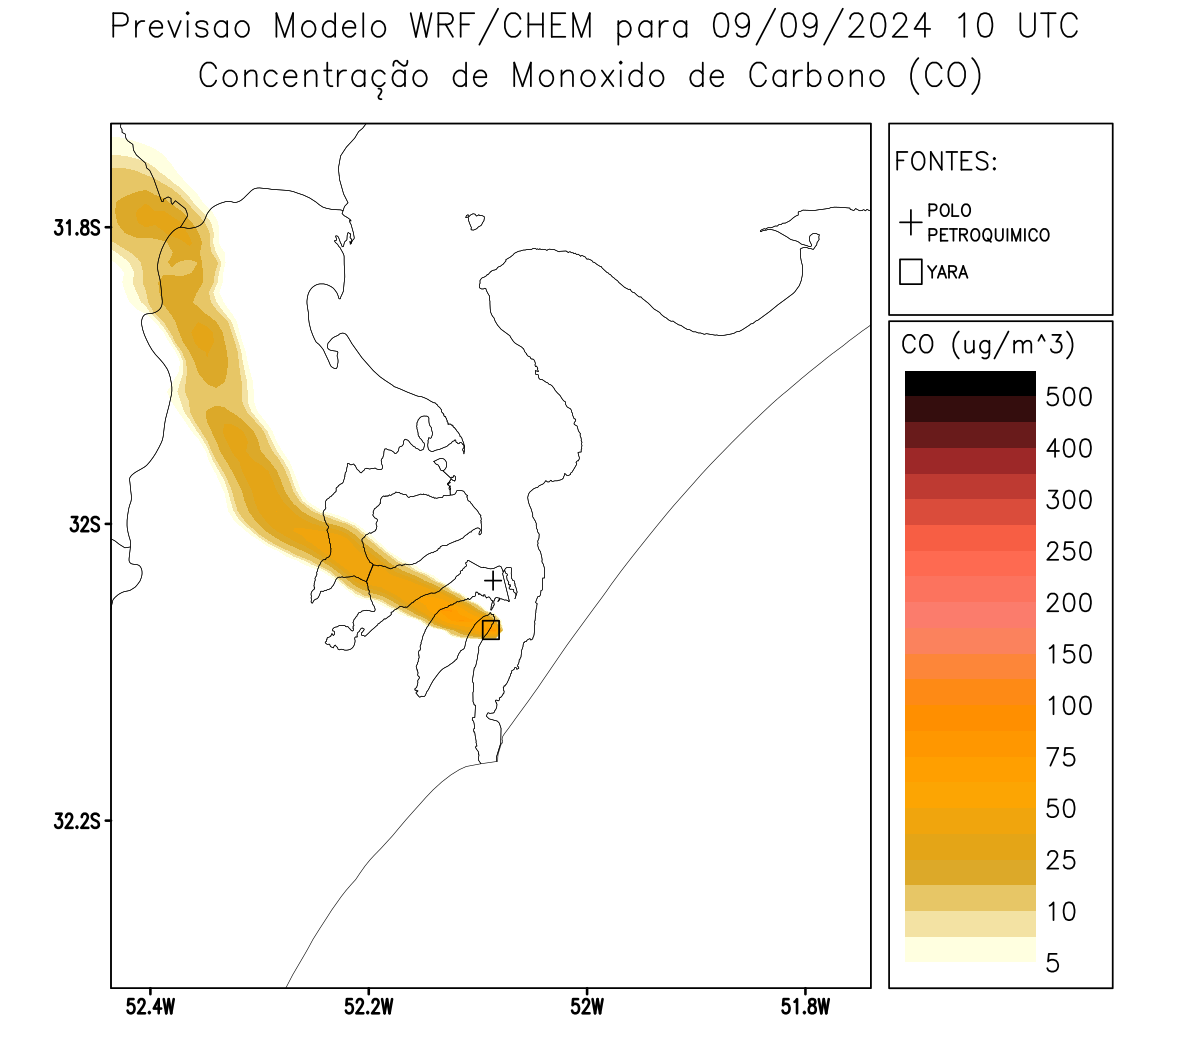 Previsao Modelo WRF/CHEM para 09/09/2024 10 UTC
Concentração de Monoxido de Carbono (CO)
FONTES:
POLO
PETROQUIMICO
YARA
CO (ug/m^3)
500
400
300
250
200
150
100
75
50
25
10
5
31.8S
32S
32.2S
52.4W
52.2W
52W
51.8W